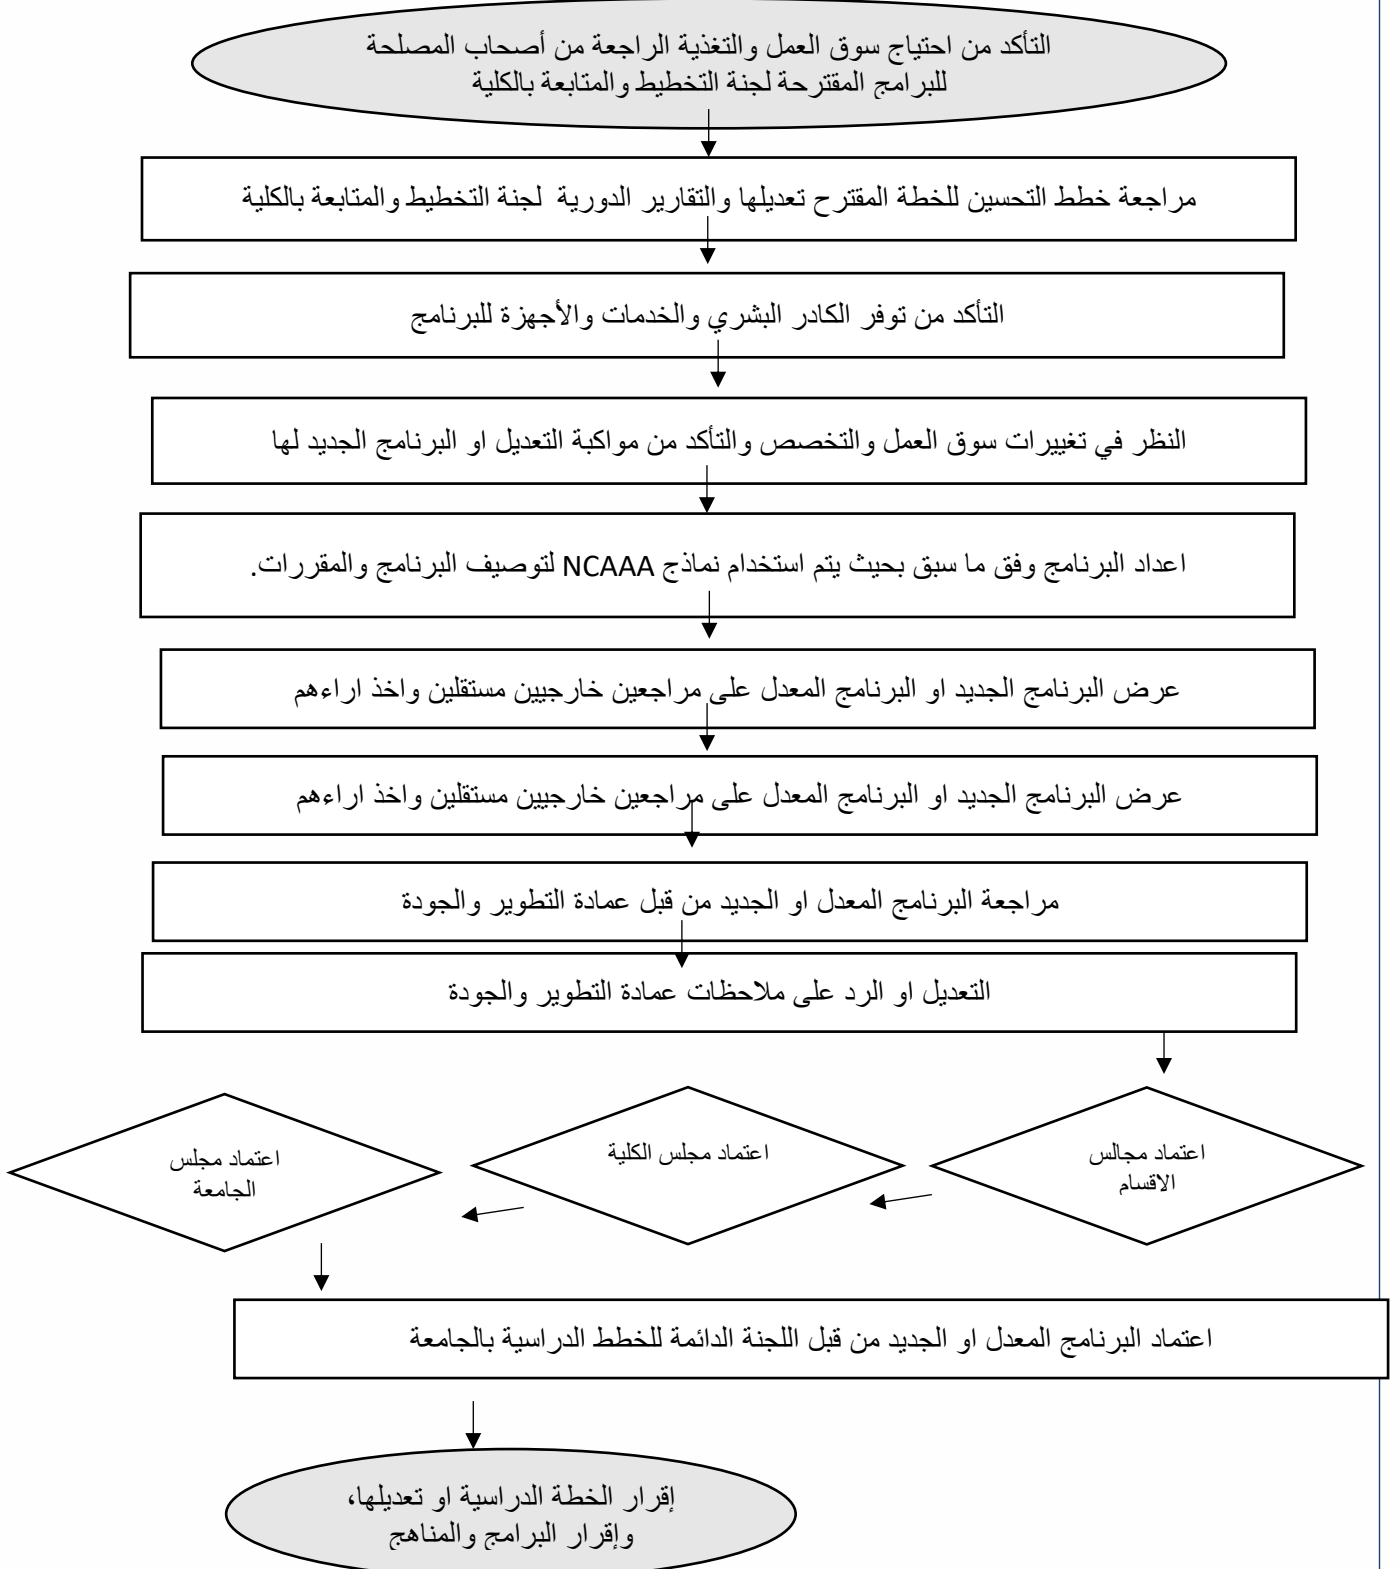 التأكد من احتياج سوق العمل والتغذية الراجعة من أصحاب المصلحة
للبرامج المقترحة لجنة التخطيط والمتابعة بالكلية
مراجعة خطط التحسين للخطة المقترح تعديلها والتقارير الدورية لجنة التخطيط والمتابعة بالكلية
التأكد من توفر الكادر البشري والخدمات والأجهزة للبرنامج
النظر في تغييرات سوق العمل والتخصص والتأكد من مواكبة التعديل او البرنامج الجديد لها
اعداد البرنامج وفق ما سبق بحيث يتم استخدام نماذج NCAAA لتوصيف البرنامج والمقررات.
عرض البرنامج الجديد او البرنامج المعدل على مراجعين خارجيين مستقلين واخذ اراءهم
عرض البرنامج الجديد او البرنامج المعدل على مراجعين خارجيين مستقلين واخذ اراءهم
مراجعة البرنامج المعدل او الجديد من قبل عمادة التطوير والجودة
التعديل او الرد على ملاحظات عمادة التطوير والجودة
اعتماد مجالس
الاقسام
اعتماد مجلس الكلية
اعتماد مجلس
الجامعة
اعتماد البرنامج المعدل او الجديد من قبل اللجنة الدائمة للخطط الدراسية بالجامعة
إقرار الخطة الدراسية او تعديلها،
وإقرار البرامج والمناهج